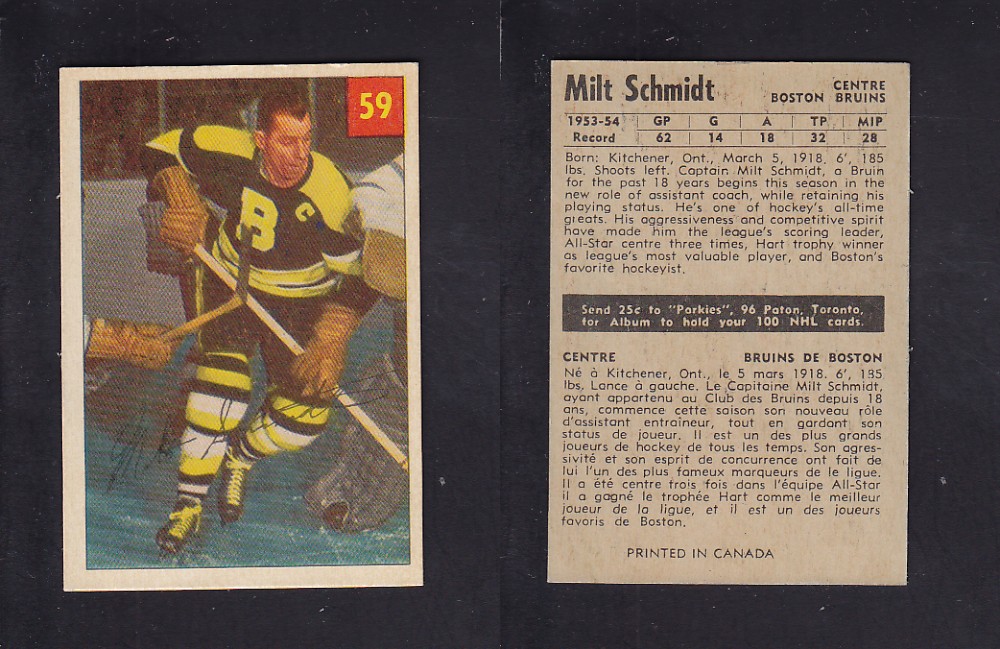 59
B
C
Milt Schmidt
CENTRE
BOSTON BRUINS
1953-54 GP G A TP MIP
Record 62 14 18 32 28
Born: Kitchener, Ont., March 5, 1918. 6', 185
lbs. Shoots left. Captain Milt Schmidt, a Bruin
for the past 18 years begins this season in the
new role of assistant coach, while retaining his
playing status. He's one of hockey's all-time
greats. His aggressiveness and competitive spirit
have made him the league's scoring leader,
All-Star centre three times, Hart trophy winner
as league's most valuable player, and Boston's
favorite hockeyist.
Send 25c to "Parkies", 96 Paton, Toronto,
for Album to hold your 100 NHL cards.
CENTRE BRUINS DE BOSTON
Né à Kitchener, Ont., le 5 mars 1918. 6', 185
lbs. Lance à gauche. Le Capitaine Milt Schmidt,
ayant appartenu au Club des Bruins depuis 18
ans, commence cette saison son nouveau rôle
d'assistant entraîneur, tout en gardant son
status de joueur. Il est un des plus grands
joueurs de hockey de tous les temps. Son agres-
sivité et son esprit de concurrence ont fait de
lui l'un des plus fameux marqueurs de le ligue.
Il a été centre trois fois dans l'équipe All-Star
il a gagné le trophée Hart comme le meilleur
joueur de la ligue, et il est un des joueurs
favoris de Boston.
PRINTED IN CANADA